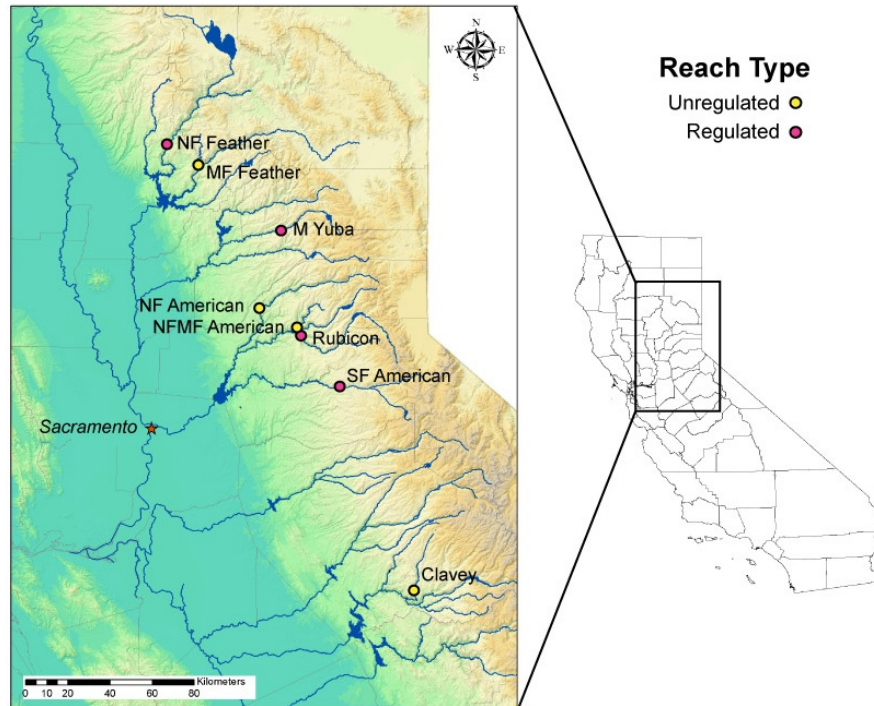 N
W E
S
Reach Type
Unregulated
Regulated
NF Feather
MF Feather
M Yuba
NF American
NFMF American
Rubicon
SF American
Sacramento
Clavey
Kilometers
0 10 20 40 60 80